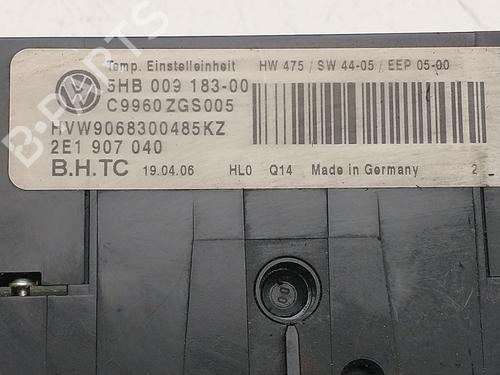 Temp. Einstelleinheit HW 475 / SW 44-05 / EEP 05-00
5HB 009 183-00
C9960ZGS005
HVW9068300485KZ
2E1 907 040
B.H.TC 19.04.06 HL0 Q14 Made in Germany 2
B-PARTS